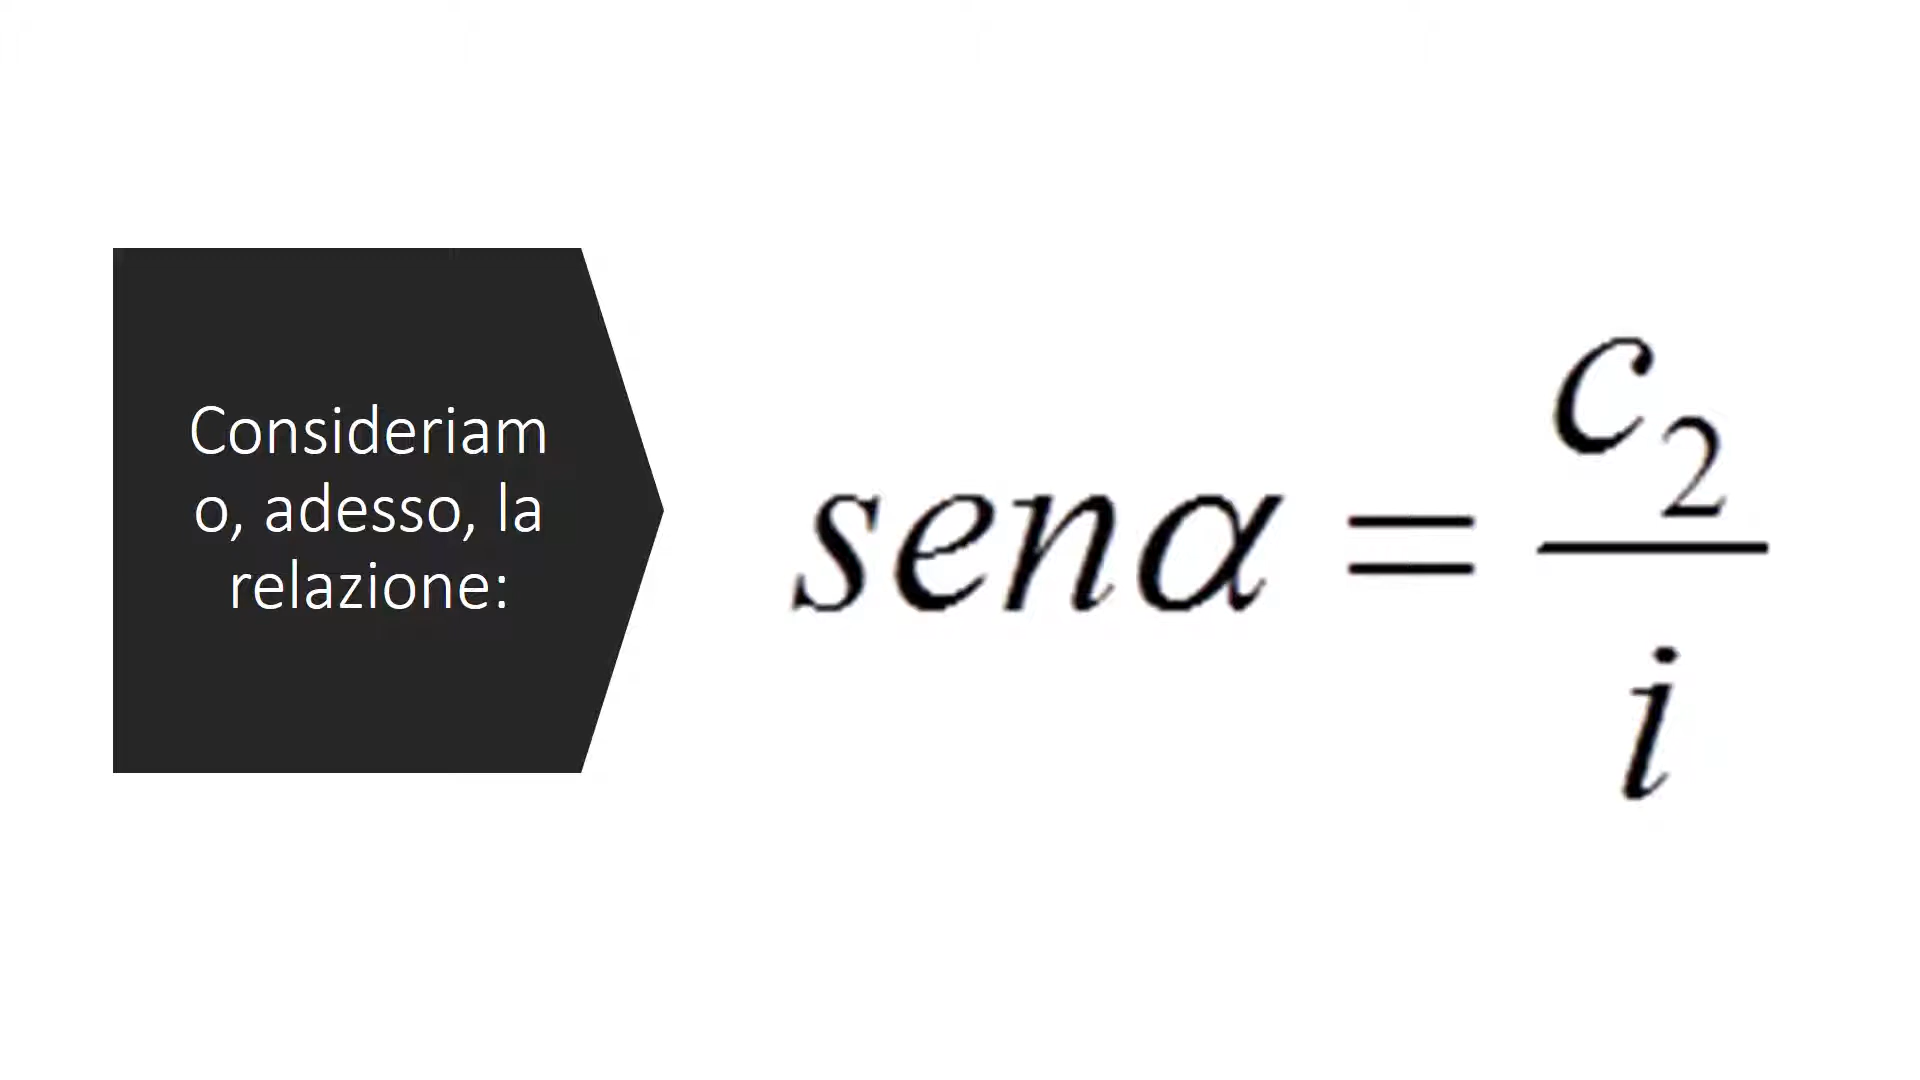 Consideriam
o, adesso, la
relazione:
senα = c₂/i